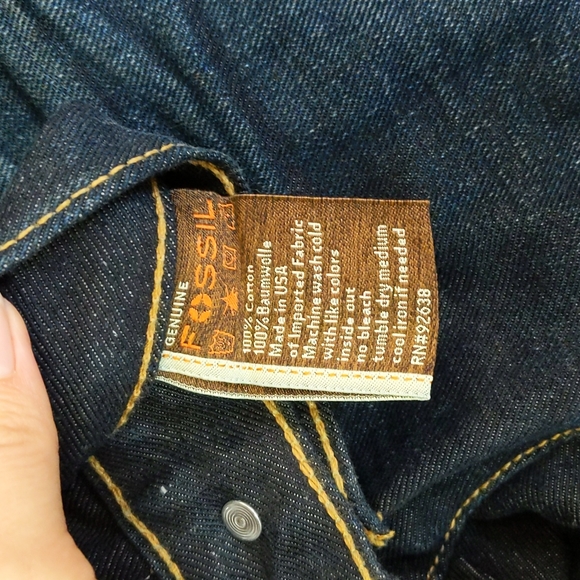 GENUINE
FOSSIL
100% Cotton
100% Baumwolle
Made in USA
of Imported Fabric
Machine wash cold
with like colors
inside out
no bleach
tumble dry medium
cool iron if needed
RN#92638